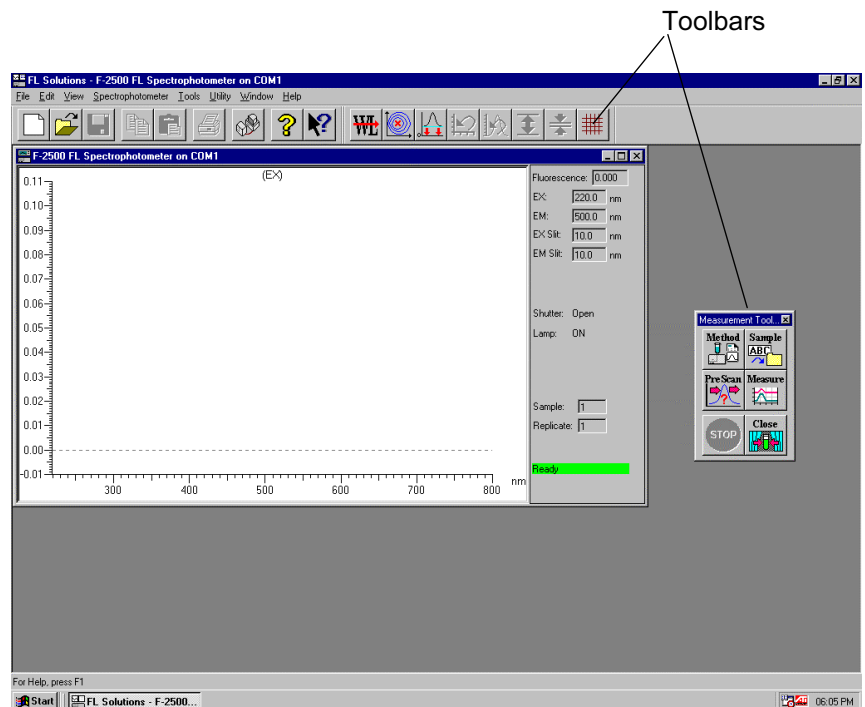 Toolbars
FL Solutions - F-2500 FL Spectrophotometer on COM1
File Edit View Spectrophotometer Tools Utility Window Help
WL
F-2500 FL Spectrophotometer on COM1
(EX)
0.11
0.10
0.09
0.08
0.07
0.06
0.05
0.04
0.03
0.02
0.01
0.00
-0.01
300 400 500 600 700 800 nm
Fluorescence: 0.000
EX: 220.0 nm
EM: 500.0 nm
EX Slit: 10.0 nm
EM Slit: 10.0 nm
Shutter: Open
Lamp: ON
Sample: 1
Replicate: 1
Ready
Measurement Tool...
Method Sample
ABC
PreScan Measure
STOP Close
For Help, press F1
Start FL Solutions - F-2500... 06:05 PM